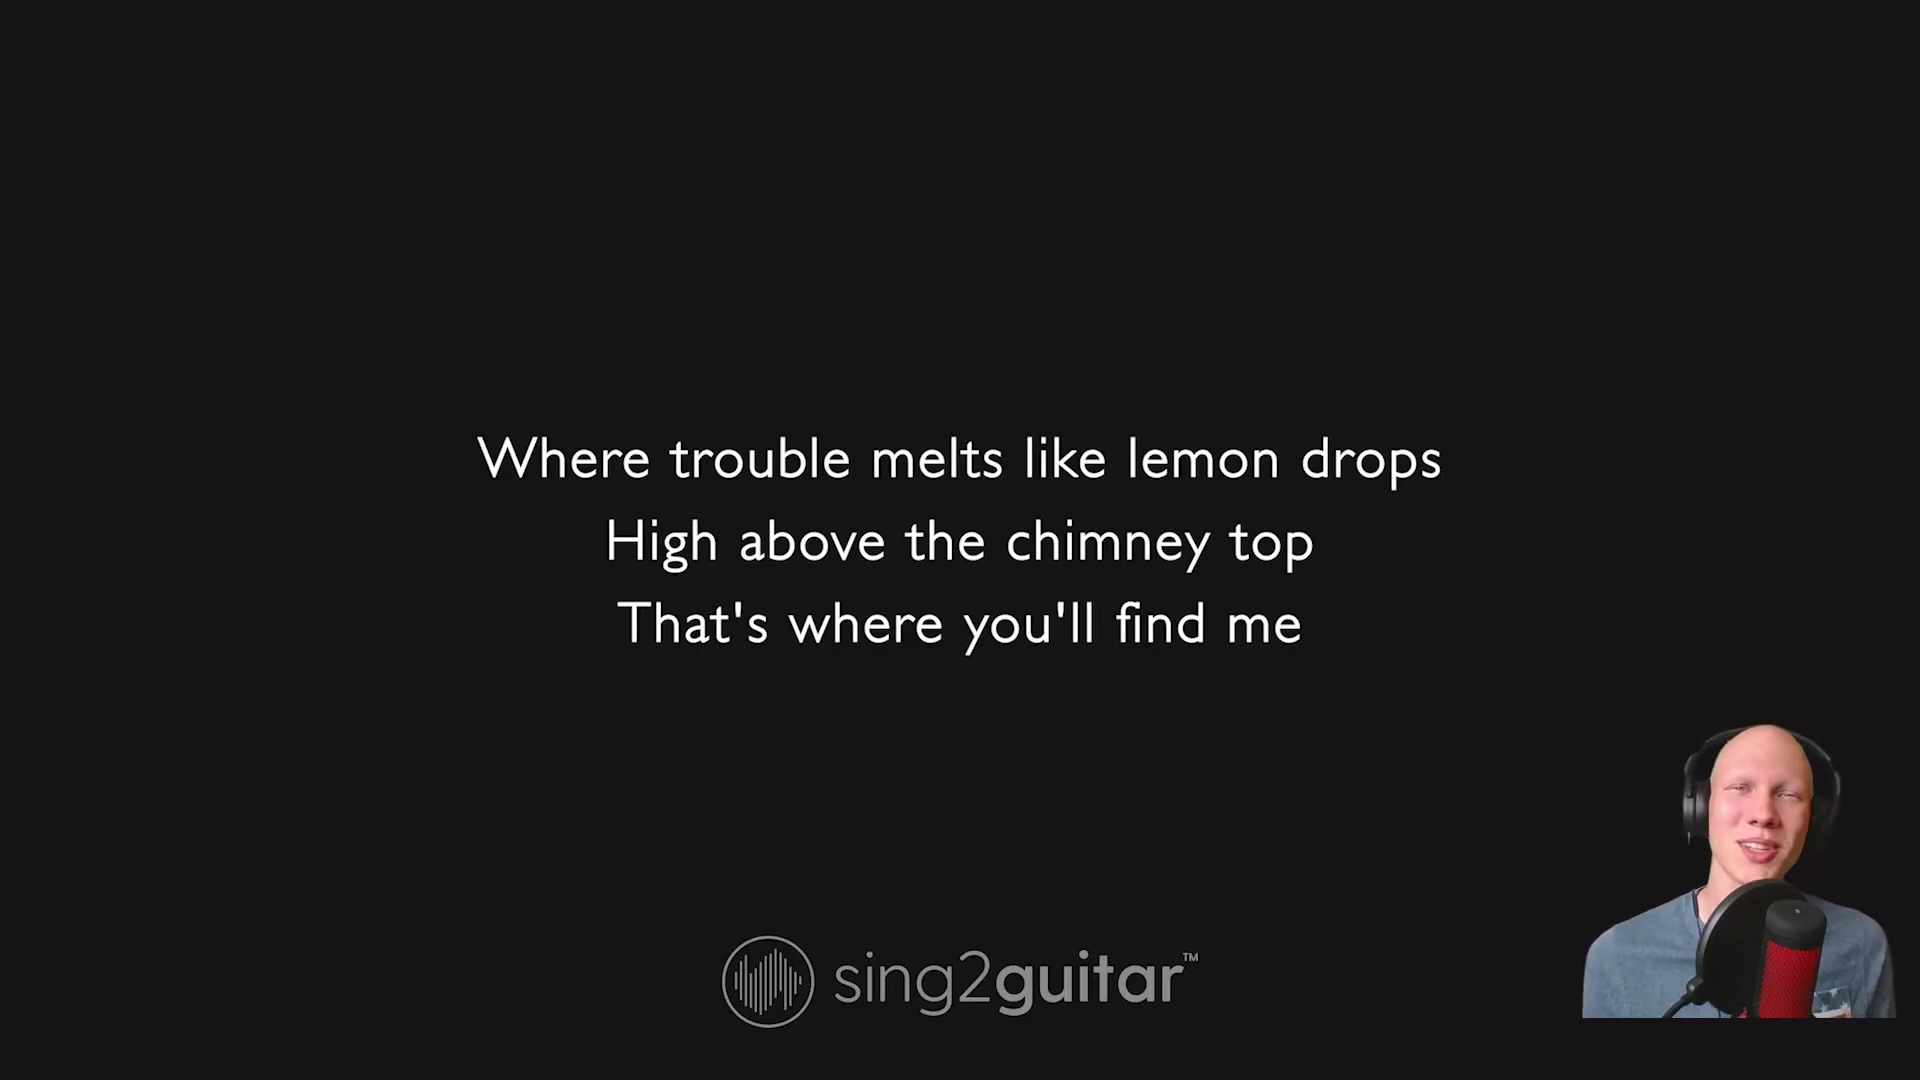 Where trouble melts like lemon drops
High above the chimney top
That's where you'll find me
sing2guitar™